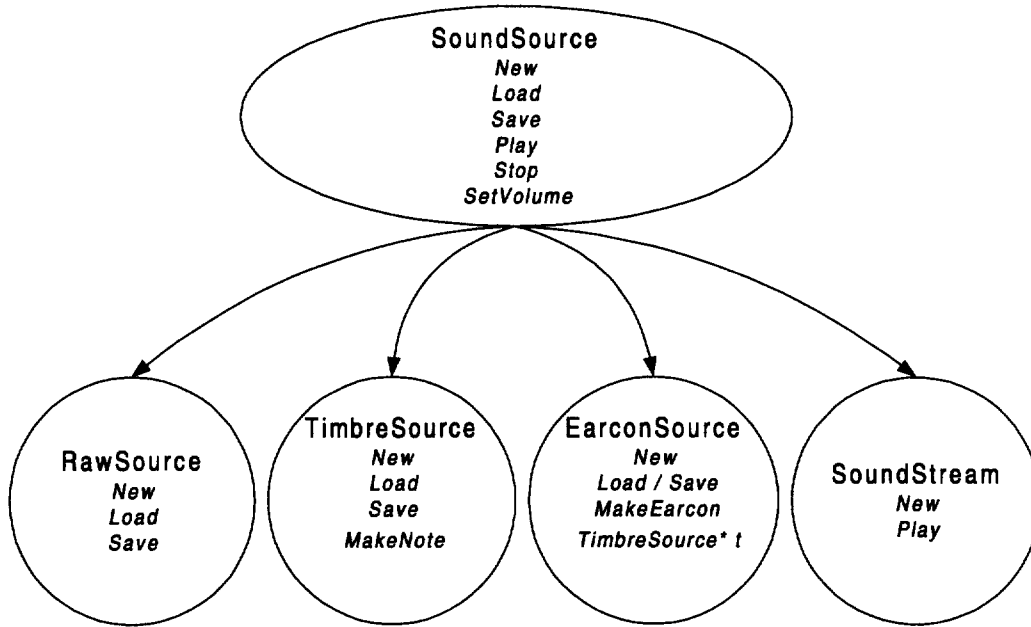 SoundSource
New
Load
Save
Play
Stop
SetVolume
RawSource
New
Load
Save
TimbreSource
New
Load
Save
MakeNote
EarconSource
New
Load / Save
MakeEarcon
TimbreSource* t
SoundStream
New
Play